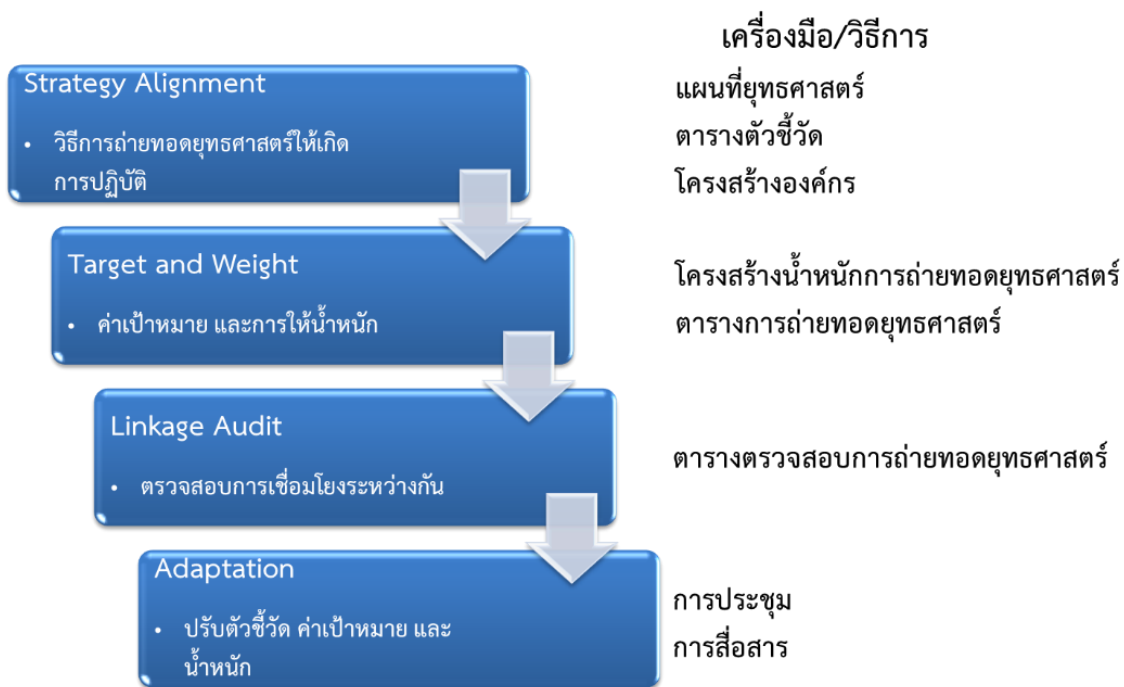 เครื่องมือ/วิธีการ
Strategy Alignment
• วิธีการถ่ายทอดยุทธศาสตร์ให้เกิด
การปฏิบัติ
แผนที่ยุทธศาสตร์
ตารางตัวชี้วัด
โครงสร้างองค์กร
Target and Weight
• ค่าเป้าหมาย และการให้น้ำหนัก
โครงสร้างน้ำหนักการถ่ายทอดยุทธศาสตร์
ตารางการถ่ายทอดยุทธศาสตร์
Linkage Audit
• ตรวจสอบการเชื่อมโยงระหว่างกัน
ตารางตรวจสอบการถ่ายทอดยุทธศาสตร์
Adaptation
• ปรับตัวชี้วัด ค่าเป้าหมาย และ
น้ำหนัก
การประชุม
การสื่อสาร